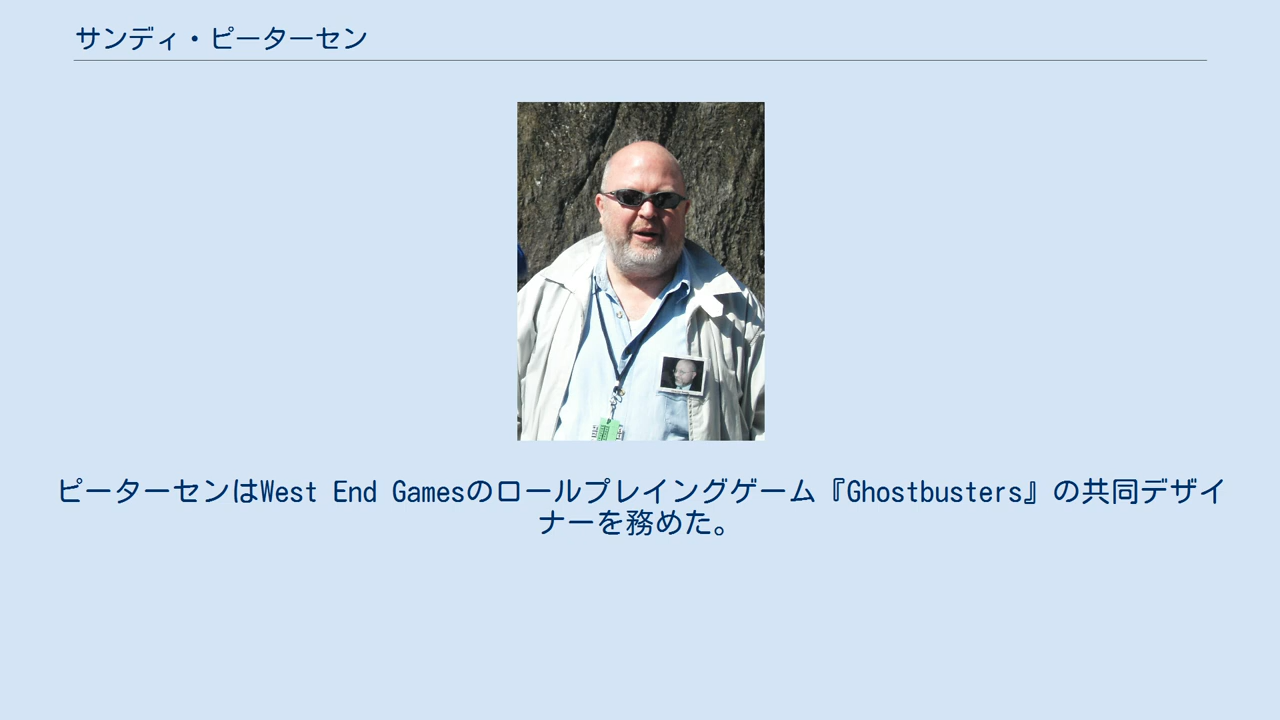 サンディ・ピーターセン
ピーターセンはWest End Gamesのロールプレイングゲーム『Ghostbusters』の共同デザイ
ナーを務めた。